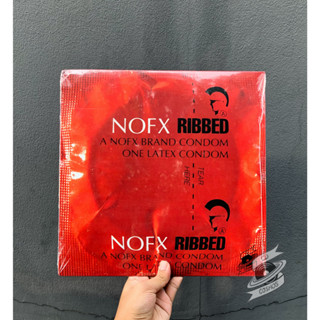 NOFX RIBBED
A NOFX BRAND CONDOM
ONE LATEX CONDOM
TEAR HERE
NOFX RIBBED
A NOFX BRAND CONDOM
ONE LATEX CONDOM